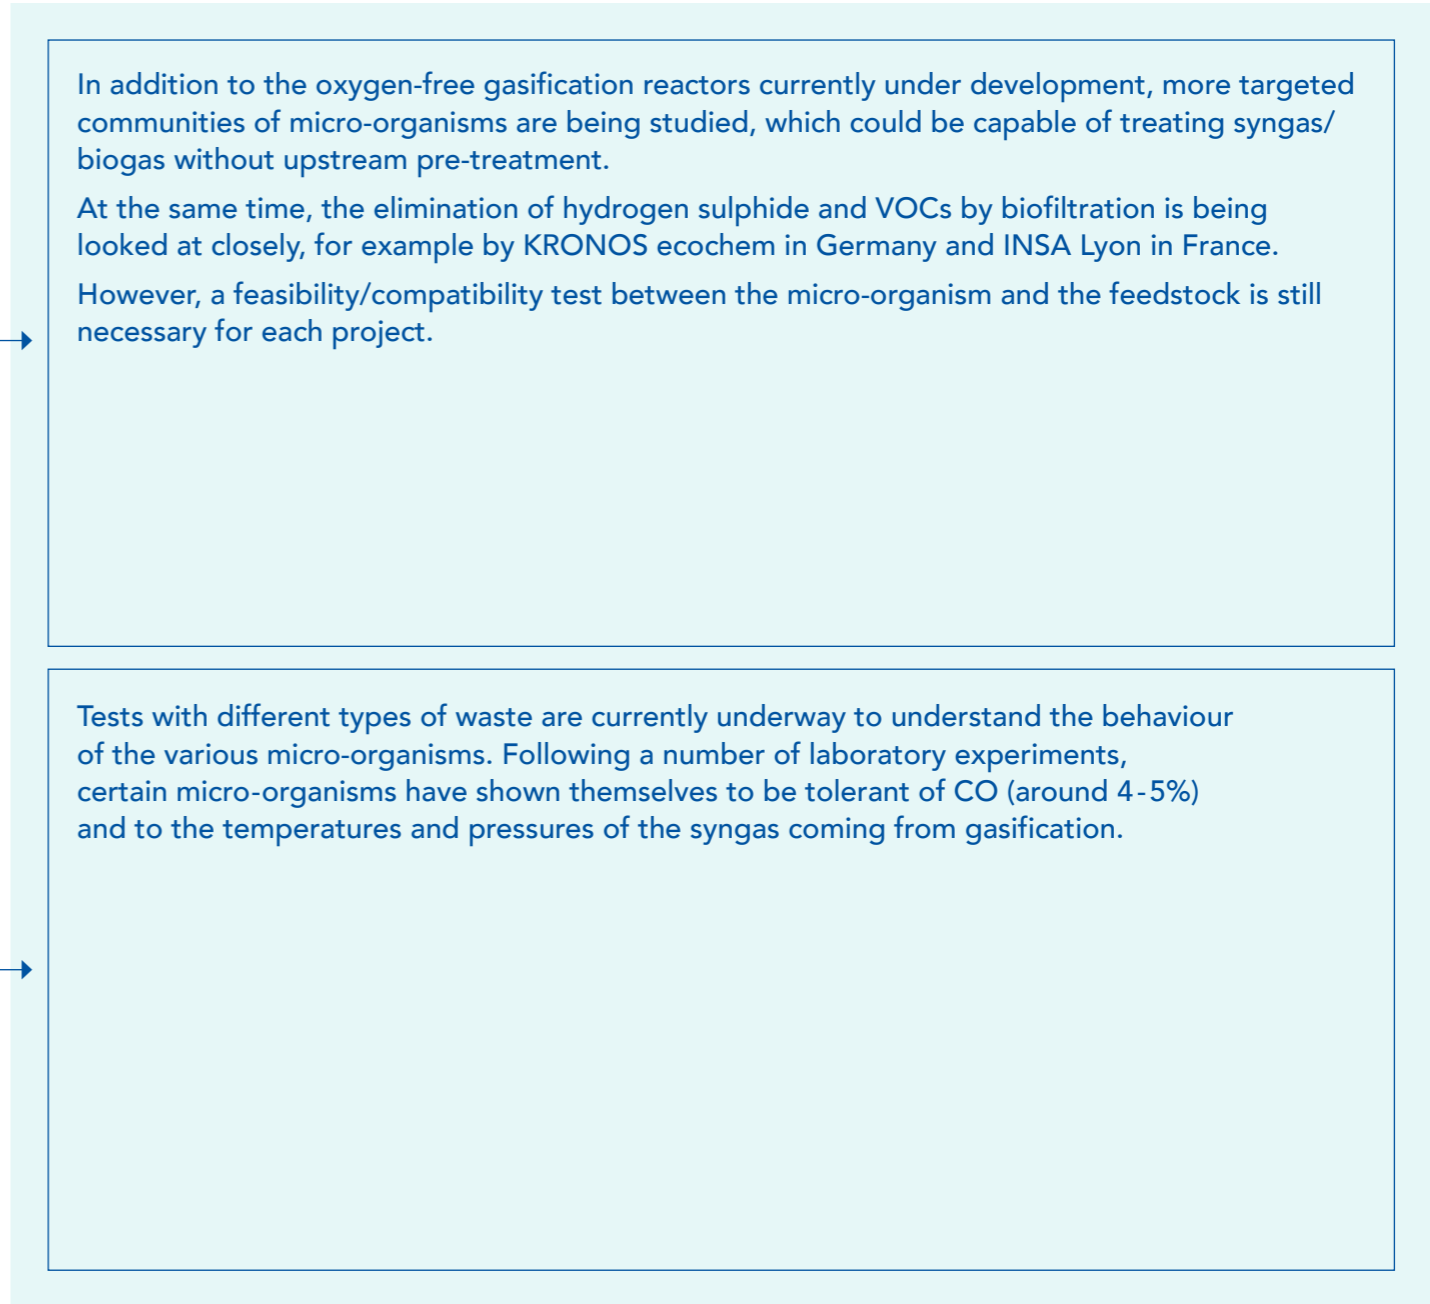 In addition to the oxygen-free gasification reactors currently under development, more targeted
communities of micro-organisms are being studied, which could be capable of treating syngas/
biogas without upstream pre-treatment.
At the same time, the elimination of hydrogen sulphide and VOCs by biofiltration is being
looked at closely, for example by KRONOS ecochem in Germany and INSA Lyon in France.
However, a feasibility/compatibility test between the micro-organism and the feedstock is still
necessary for each project.
Tests with different types of waste are currently underway to understand the behaviour
of the various micro-organisms. Following a number of laboratory experiments,
certain micro-organisms have shown themselves to be tolerant of CO (around 4-5%)
and to the temperatures and pressures of the syngas coming from gasification.